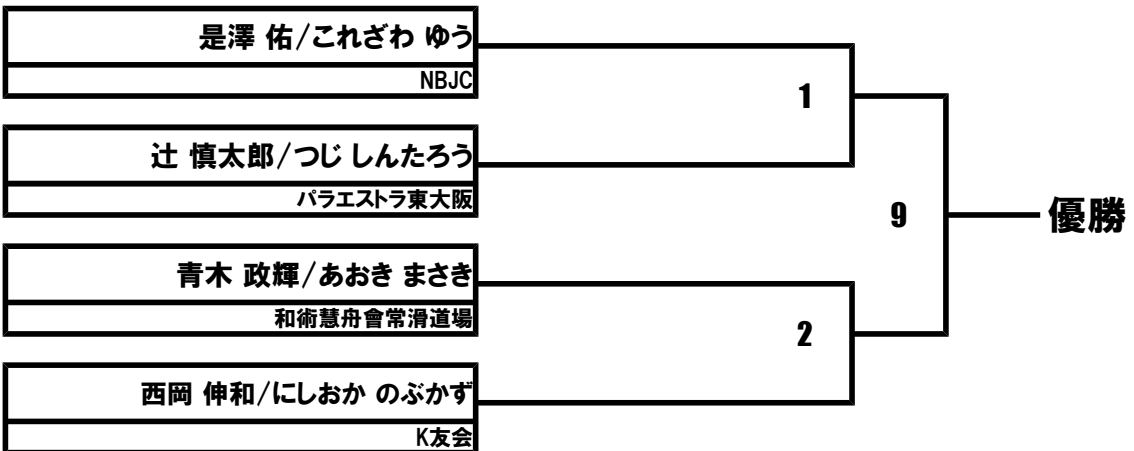 是澤 佑/これざわ ゆう
NBJC
1
辻 慎太郎/つじ しんたろう
パラエストラ東大阪
9
優勝
青木 政輝/あおき まさき
和術慧舟會常滑道場
2
西岡 伸和/にしおか のぶかず
K友会